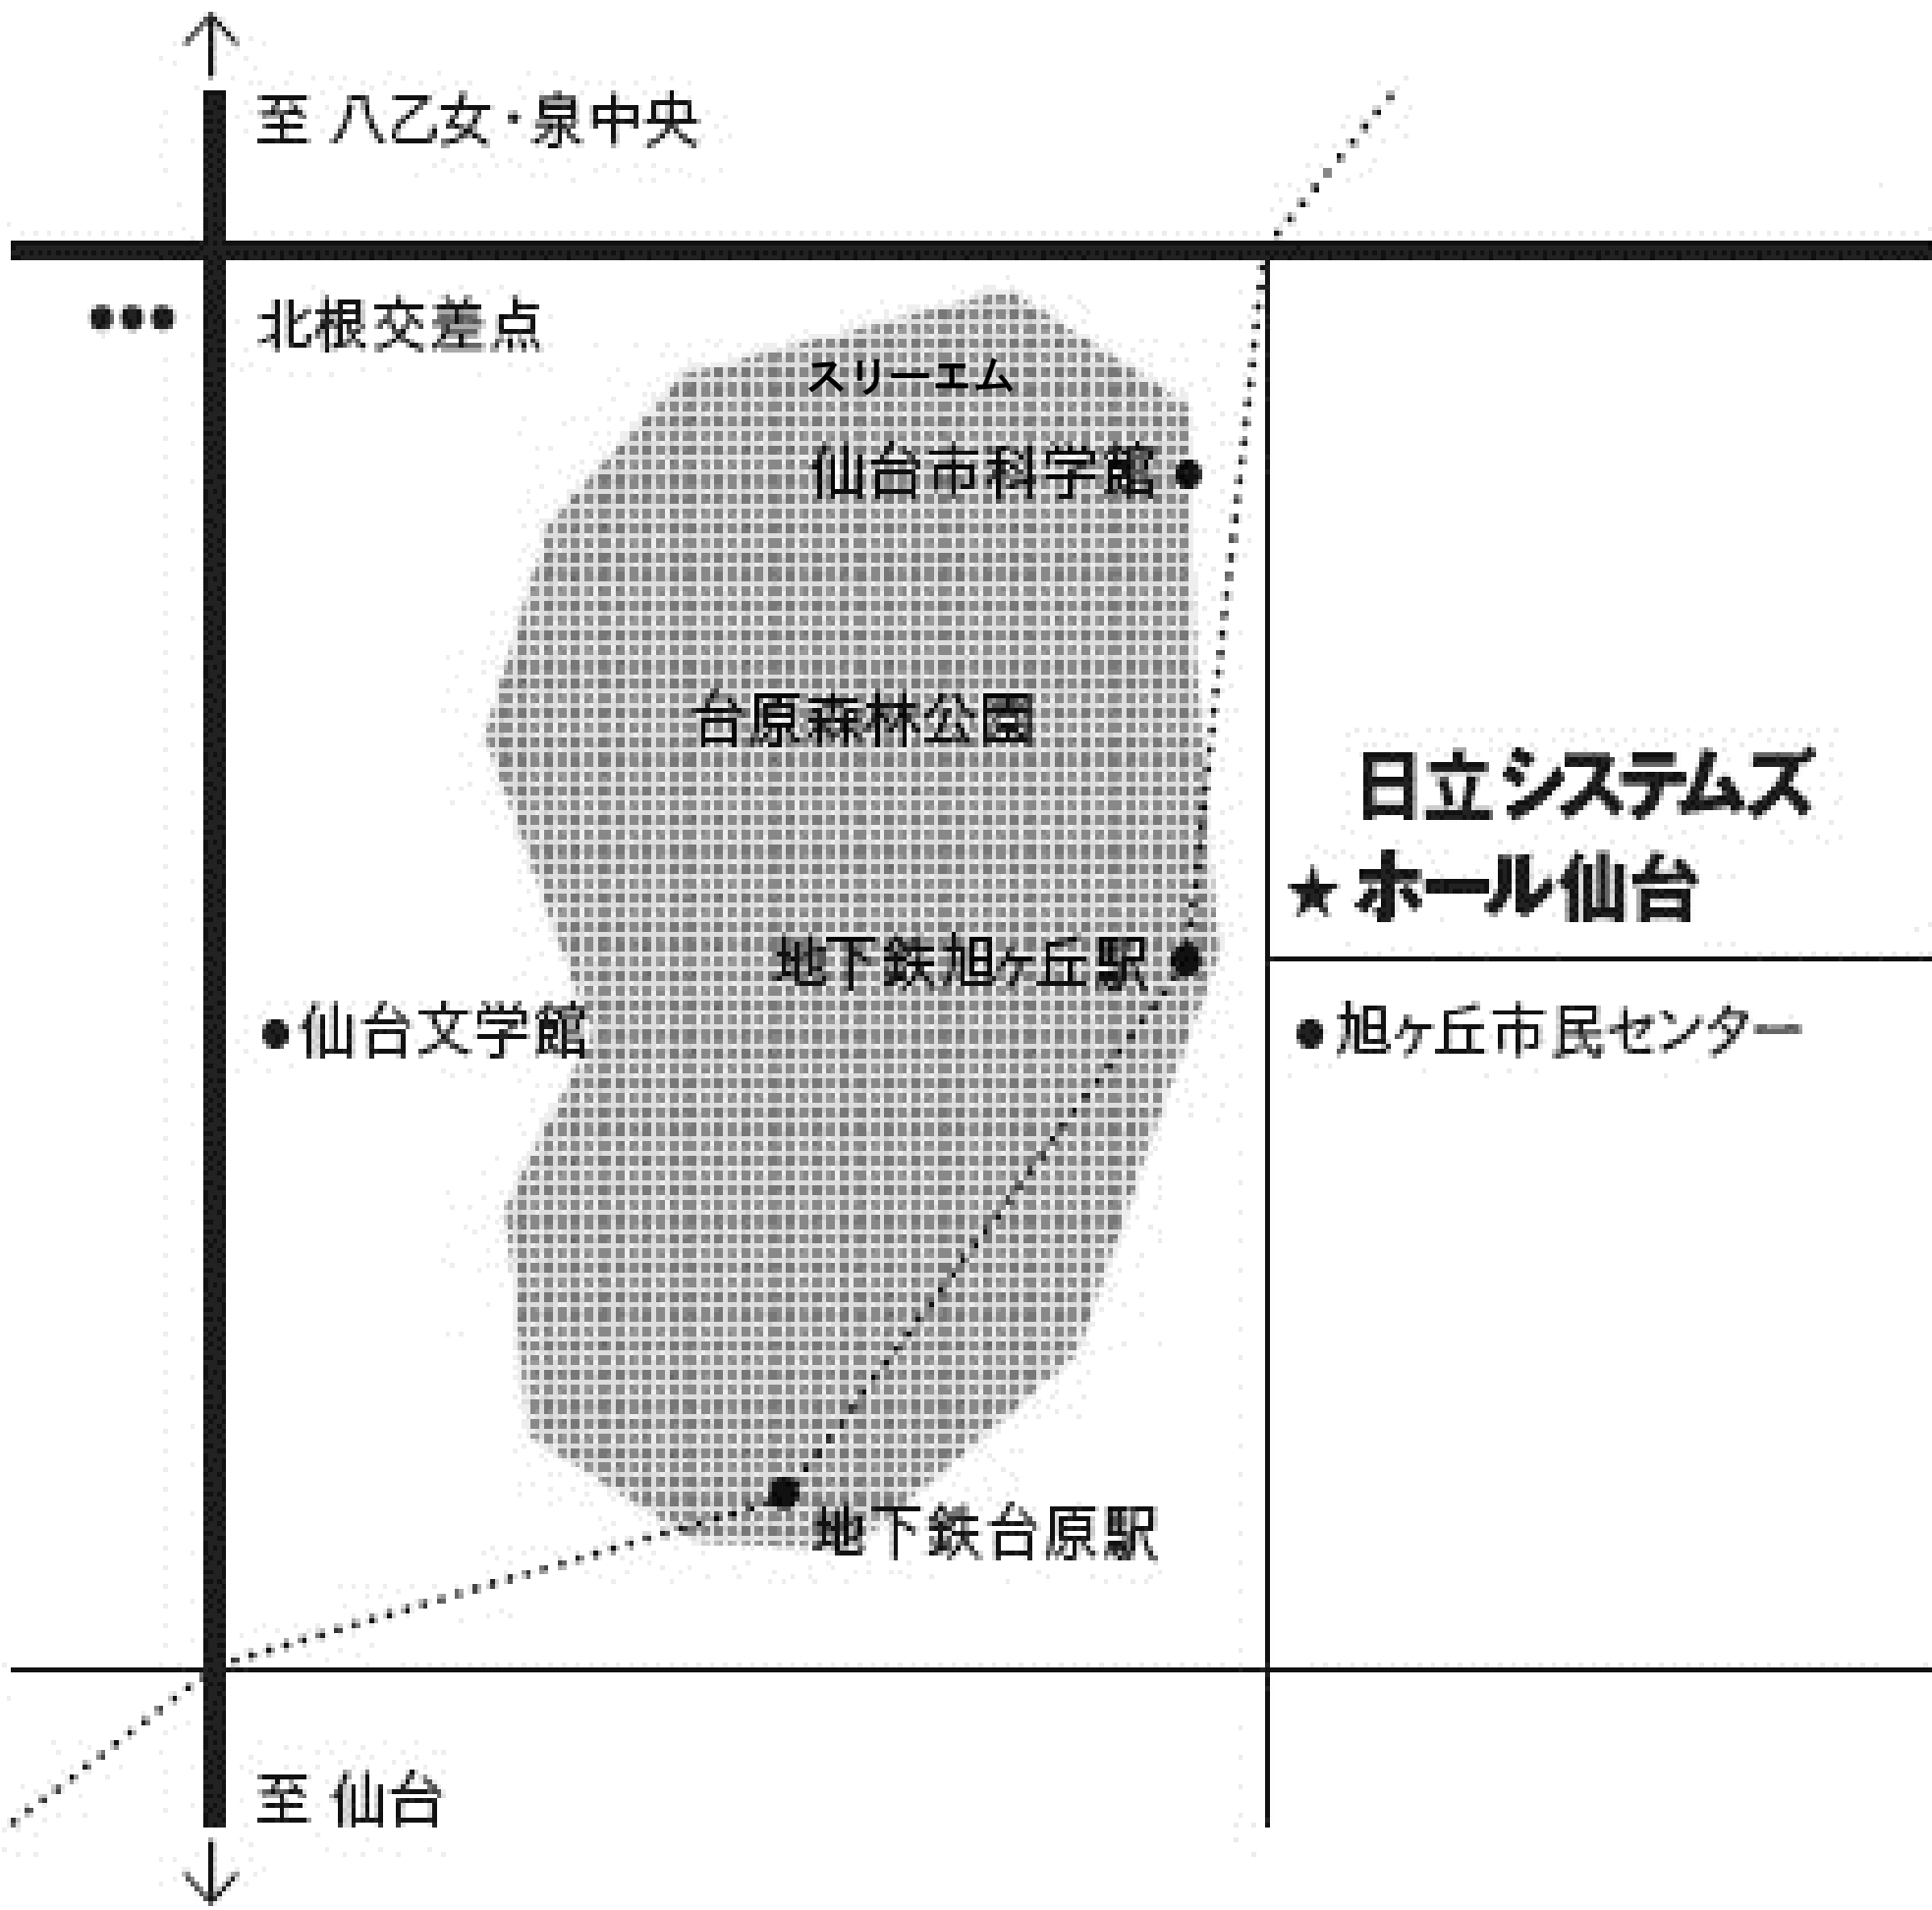 至 八乙女・泉中央
北根交差点
スリーエム
仙台市科学館
台原森林公園
日立システムズ
★ ホール仙台
地下鉄旭ヶ丘駅
仙台文学館
旭ヶ丘市民センター
地下鉄台原駅
至 仙台